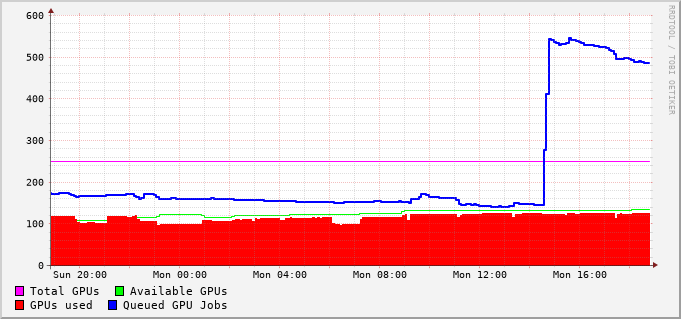 600
500
400
300
200
100
0
Sun 20:00 Mon 00:00 Mon 04:00 Mon 08:00 Mon 12:00 Mon 16:00
Total GPUs Available GPUs
GPUs used Queued GPU Jobs
RRDTOOL / TOBI OETIKER